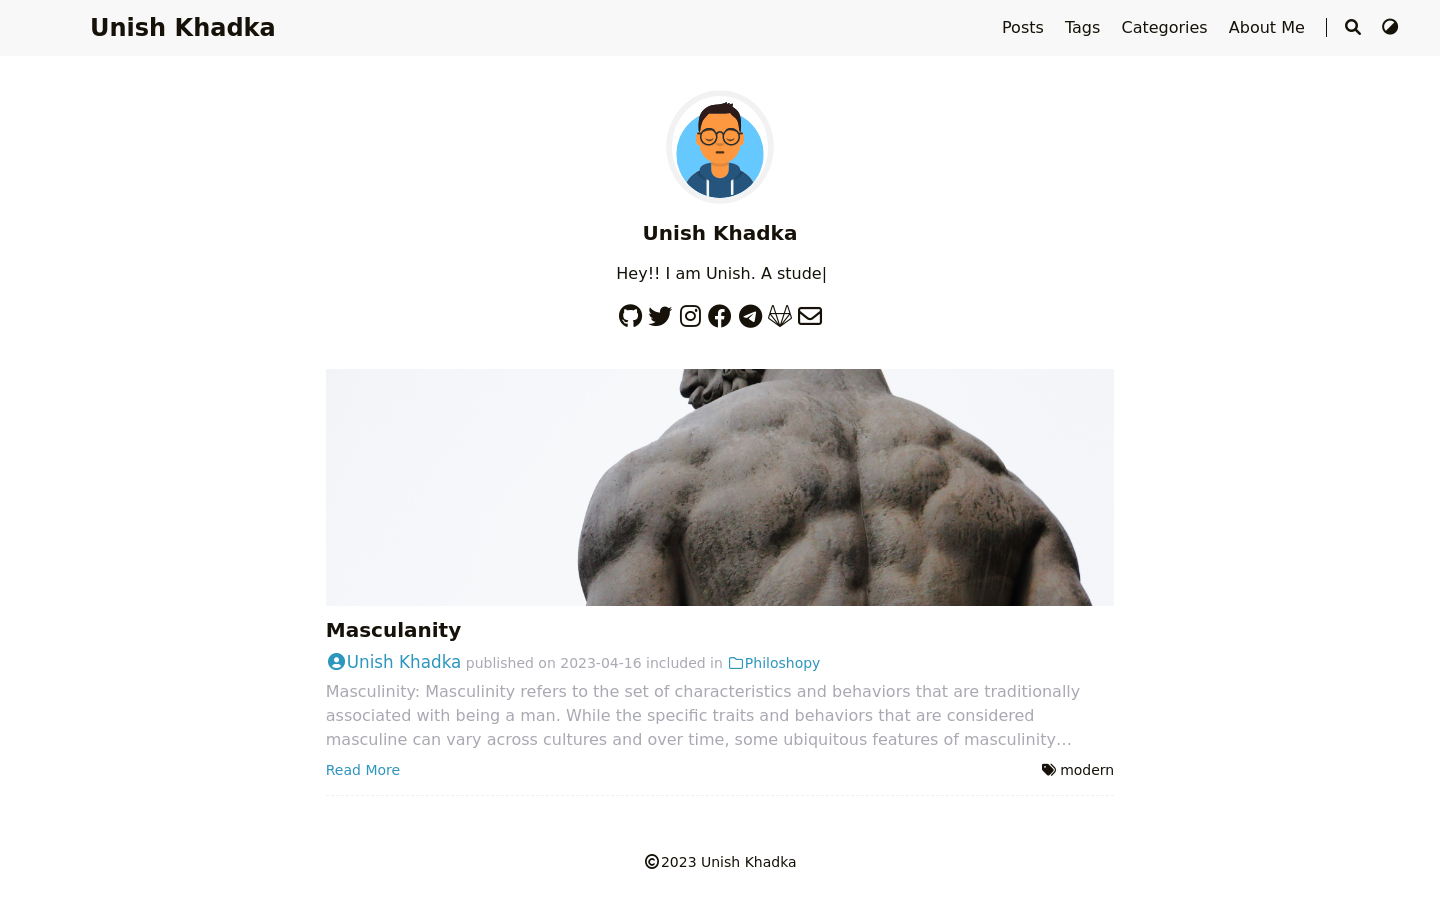 Unish Khadka
Posts Tags Categories About Me
Unish Khadka
Hey!! I am Unish. A stude|
Masculanity
Unish Khadka published on 2023-04-16 included in Philoshopy
Masculinity: Masculinity refers to the set of characteristics and behaviors that are traditionally
associated with being a man. While the specific traits and behaviors that are considered
masculine can vary across cultures and over time, some ubiquitous features of masculinity…
Read More
modern
©2023 Unish Khadka